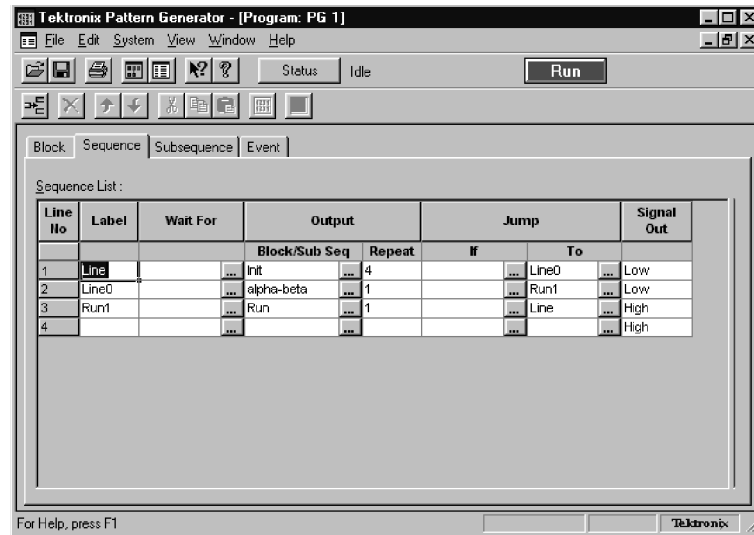 Tektronix Pattern Generator - [Program: PG 1]
File Edit System View Window Help
Status Idle Run
Block Sequence Subsequence Event
Sequence List :
Line No Label Wait For Output Jump Signal Out
Block/Sub Seq Repeat If To
1 Line ... Init ... 4 ... Line0 ... Low
2 Line0 ... alpha-beta ... 1 ... Run1 ... Low
3 Run1 ... Run ... 1 ... Line ... High
4 ... ... ... ... High
For Help, press F1 Tektronix